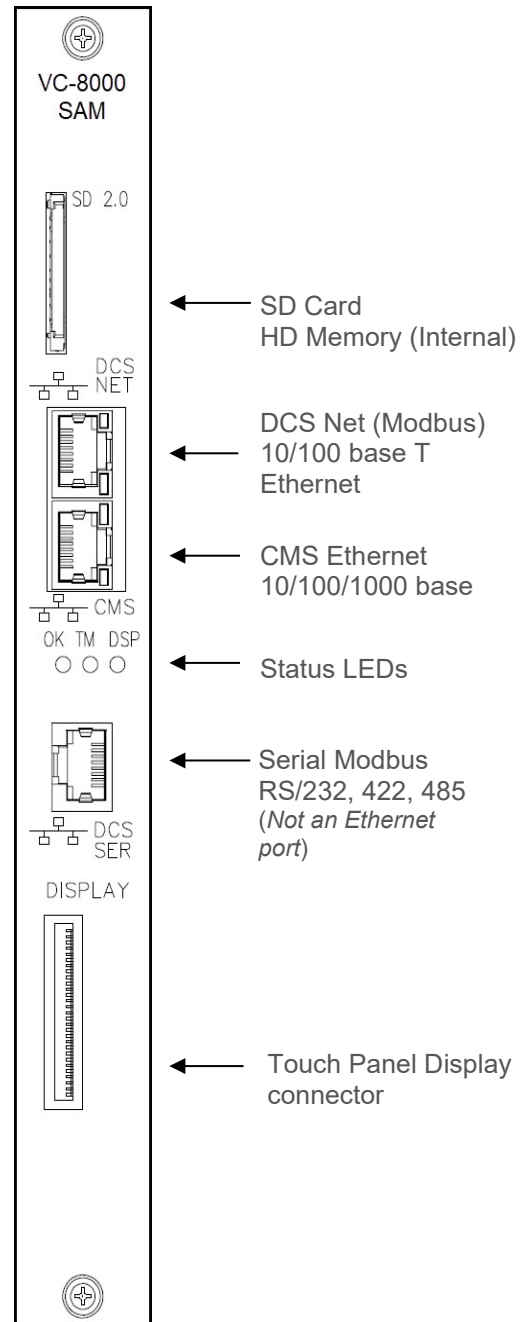 VC-8000
SAM
SD 2.0
SD Card
HD Memory (Internal)
DCS
NET
DCS Net (Modbus)
10/100 base T
Ethernet
CMS Ethernet
10/100/1000 base
CMS
OK TM DSP
Status LEDs
Serial Modbus
RS/232, 422, 485
(Not an Ethernet
port)
DCS
SER
DISPLAY
Touch Panel Display
connector